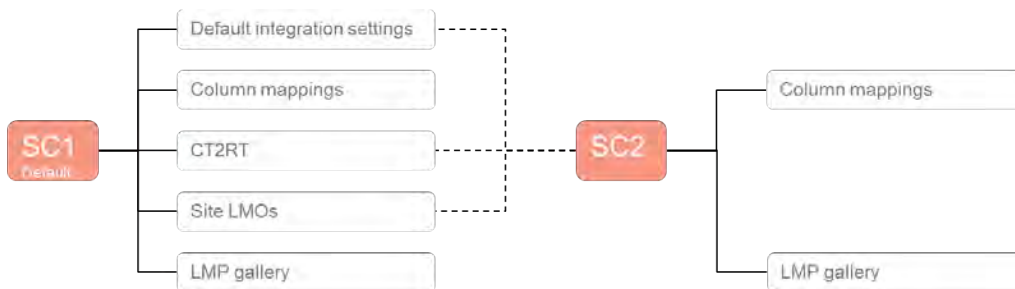 Default integration settings
Column mappings
SC1
Default
CT2RT
Site LMOs
LMP gallery
SC2
Column mappings
LMP gallery